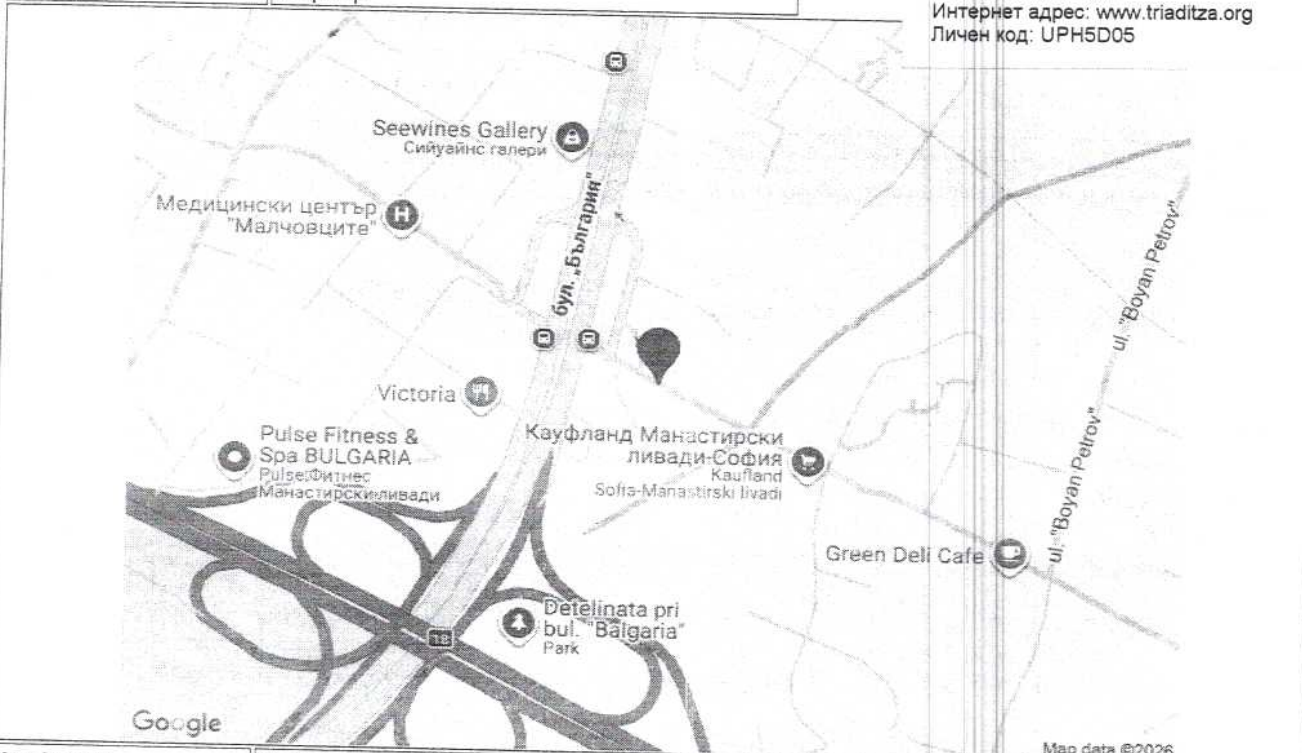 Интернет адрес: www.triaditza.org
Личен код: UPH5D05
Seewines Gallery
Сийуайнс галери
бул. „България“
Медицински център
"Малчовците"
ul. "Boyan Petrov"
Victoria
Pulse Fitness &
Spa BULGARIA
Pulse Фитнес
Манастирски ливади
Кауфланд Манастирски
ливади-София
Kaufland
Sofia-Manastirski livadi
ul. "Boyan Petrov"
Green Deli Cafe
Detelinata pri
bul. "Balgaria"
Park
18
Google
Map data ©2026